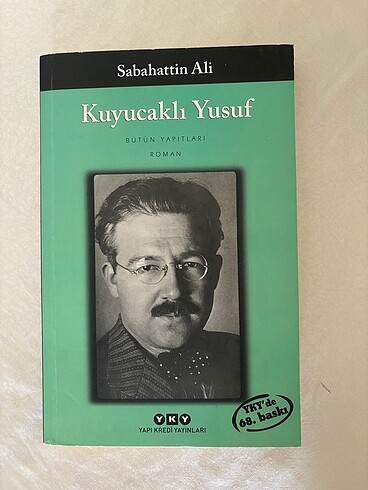 Sabahattin Ali
Kuyucaklı Yusuf
BÜTÜN YAPITLARI
ROMAN
YKY'de
68. baskı
YKY
YAPI KREDİ YAYINLARI